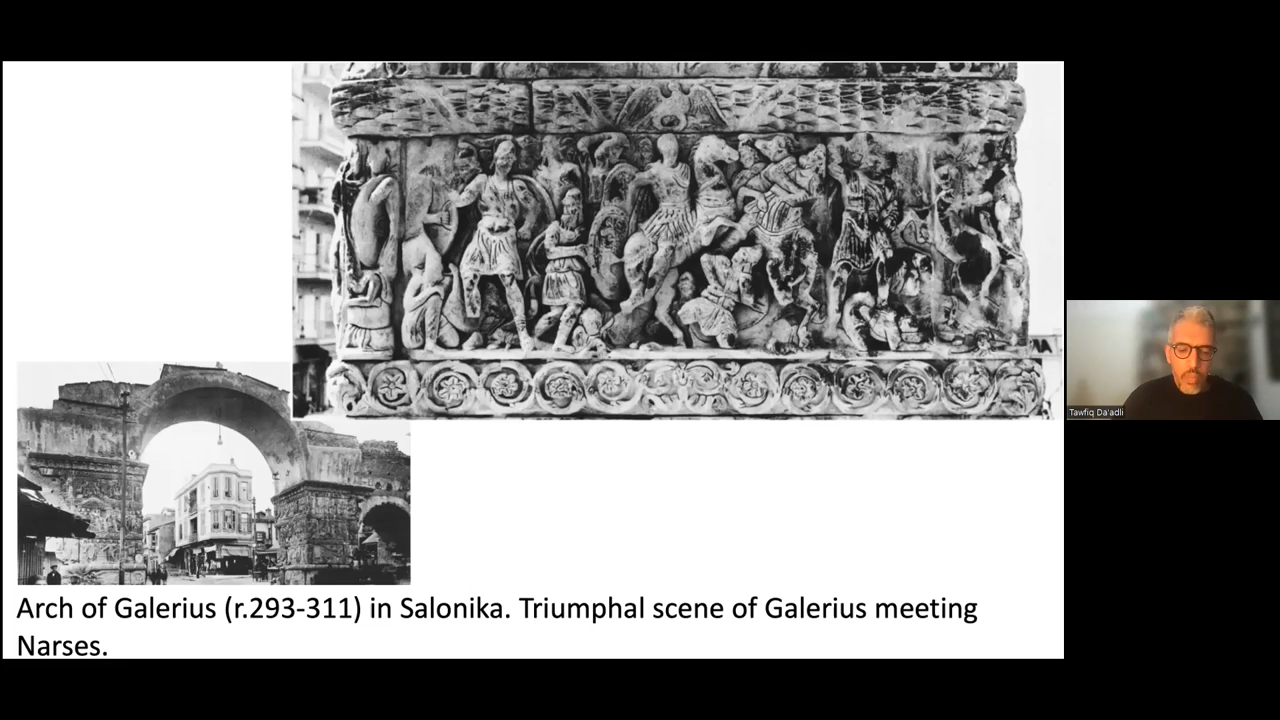 Arch of Galerius (r.293-311) in Salonika. Triumphal scene of Galerius meeting
Narses.
Tawfiq Da'adli